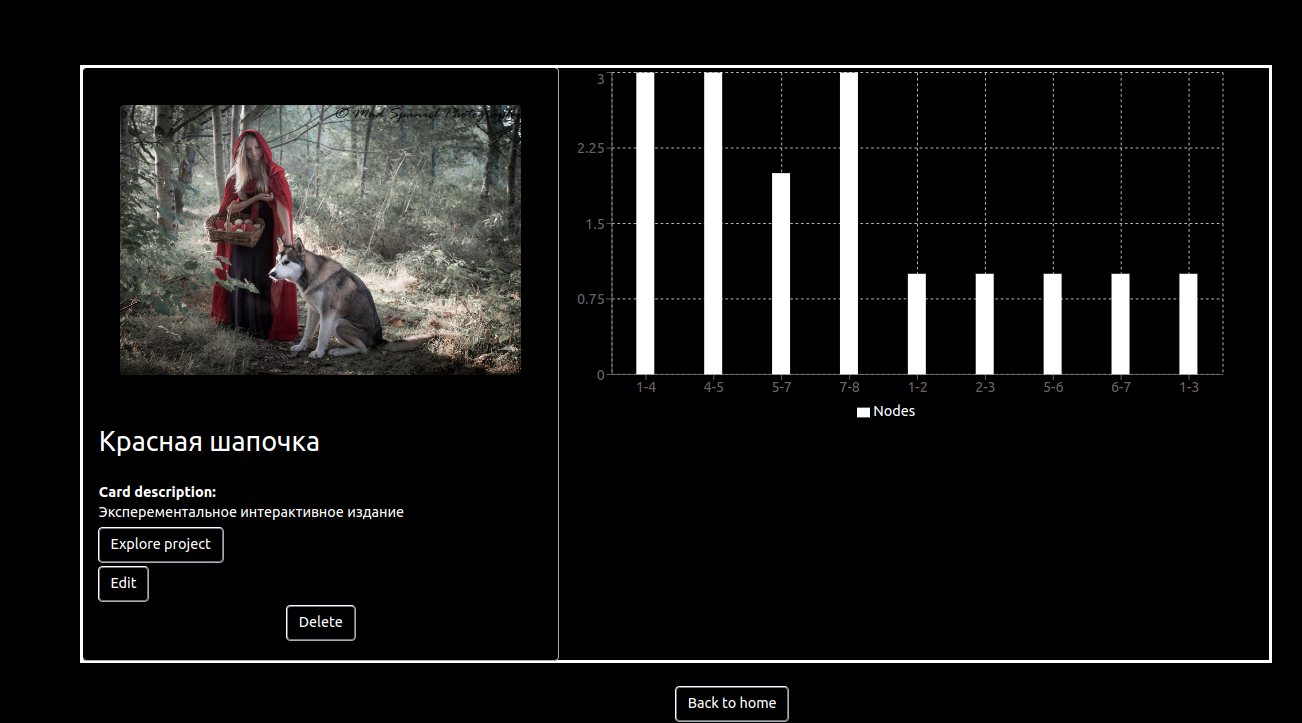 © Mad Spaniel Photography
Красная шапочка
Card description:
Эксперементальное интерактивное издание
Explore project
Edit
Delete
3
2.25
1.5
0.75
0
1-4 4-5 5-7 7-8 1-2 2-3 5-6 6-7 1-3
Nodes
Back to home